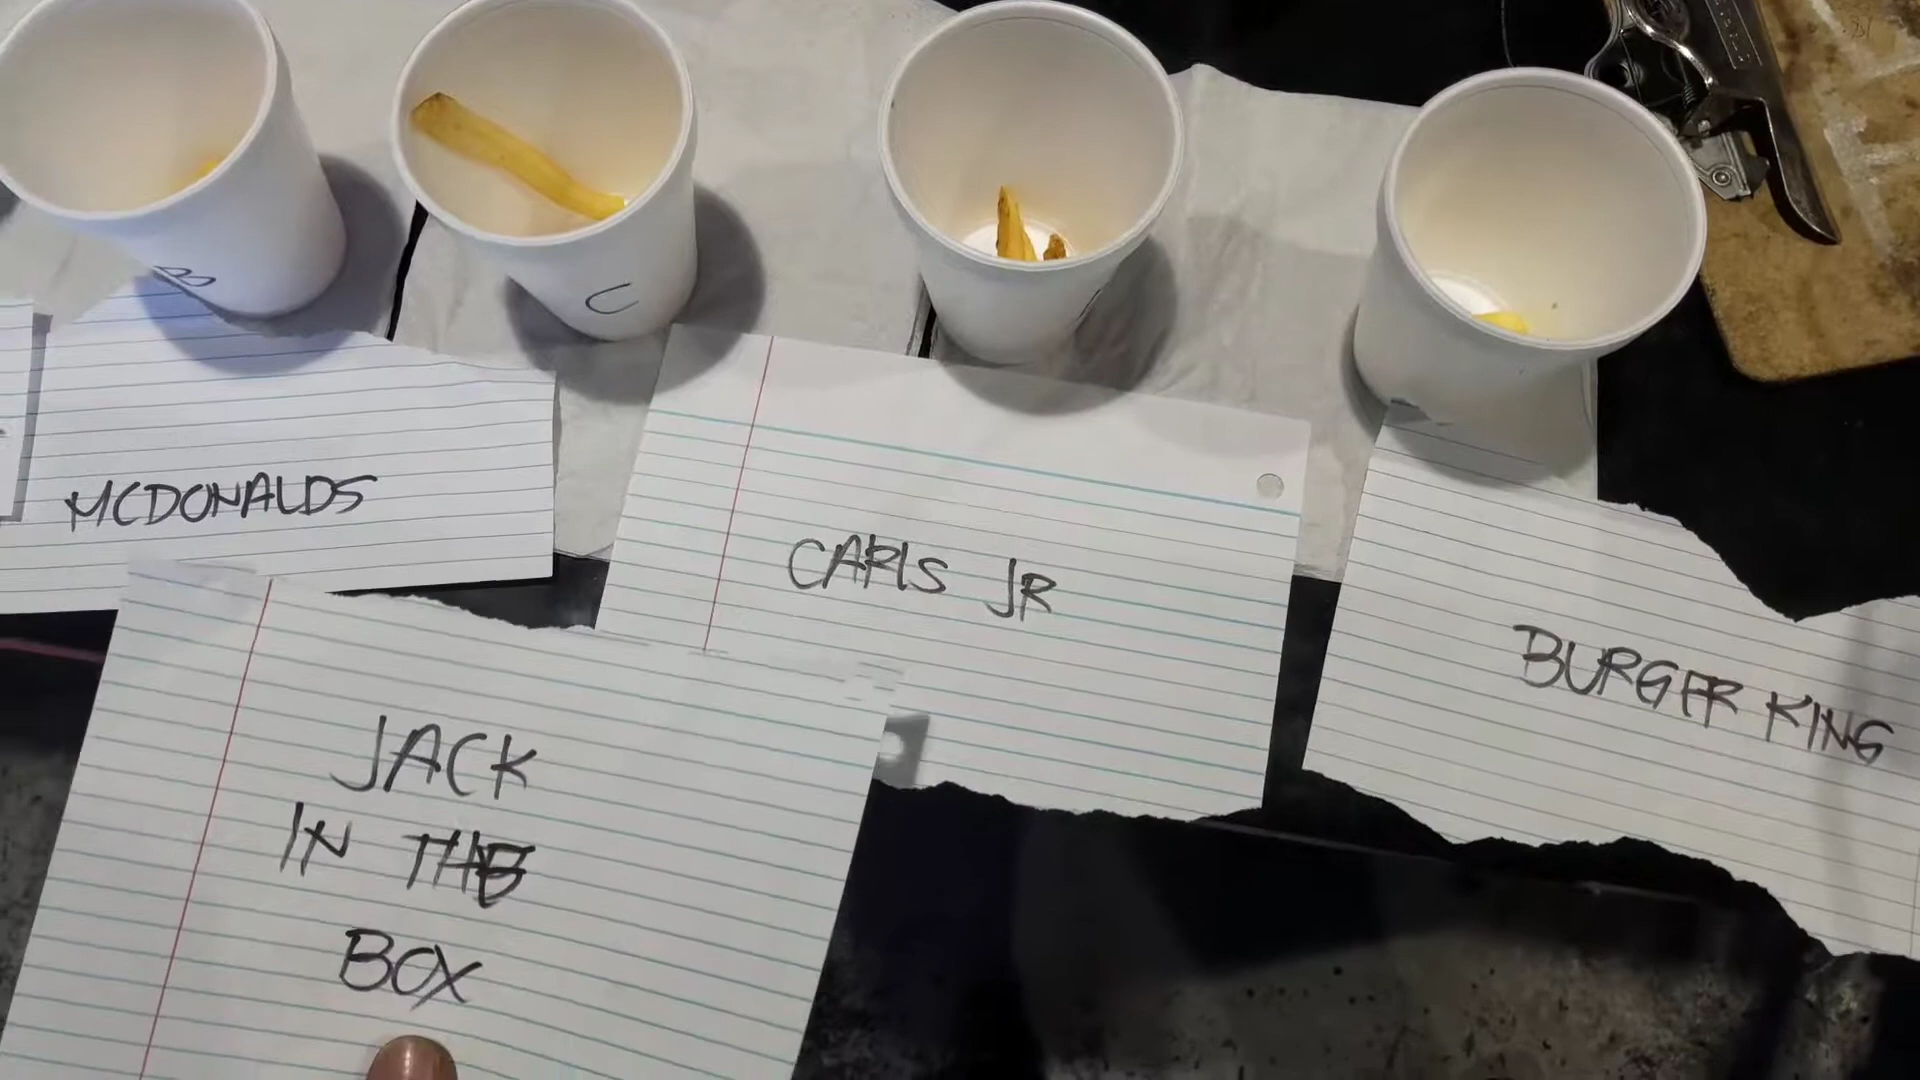 B
C
MCDONALDS
CARLS JR
BURGER KING
JACK
IN THE
BOX